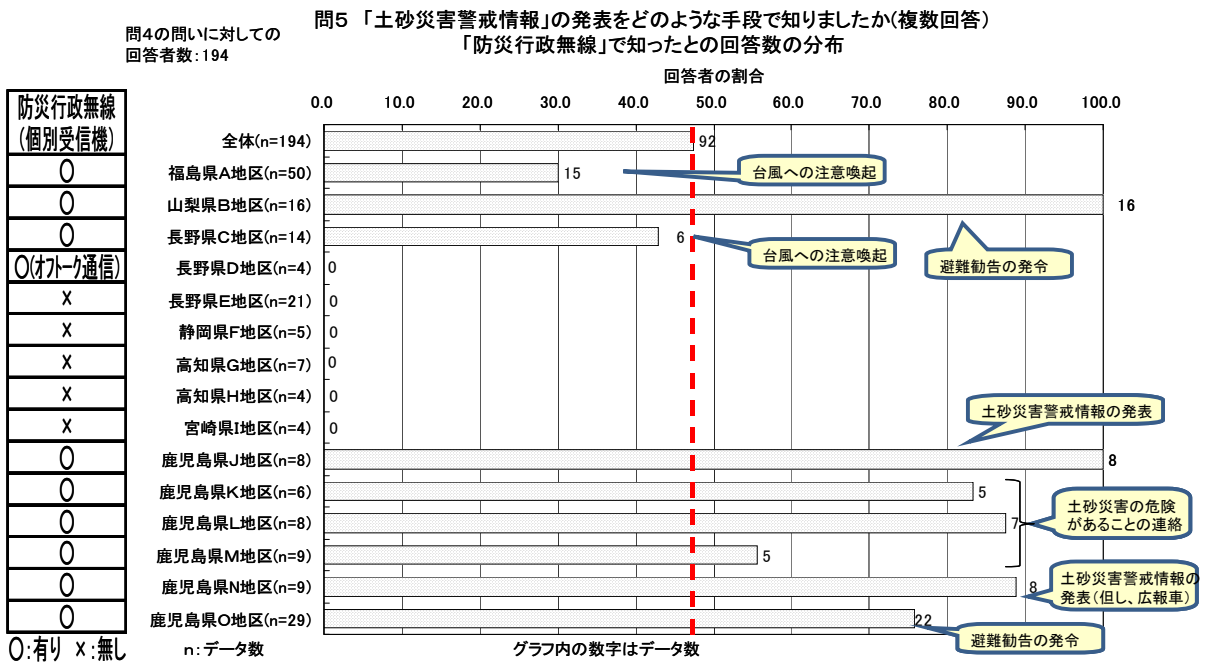 問5 「土砂災害警戒情報」の発表をどのような手段で知りましたか(複数回答)
「防災行政無線」で知ったとの回答数の分布
問4の問いに対しての
回答者数：194
回答者の割合
0.0 10.0 20.0 30.0 40.0 50.0 60.0 70.0 80.0 90.0 100.0
防災行政無線
(個別受信機)
全体(n=194) 92
○ 福島県A地区(n=50) 15 台風への注意喚起
○ 山梨県B地区(n=16) 16
避難勧告の発令
○ 長野県C地区(n=14) 6 台風への注意喚起
○(オフトーク通信) 長野県D地区(n=4) 0
× 長野県E地区(n=21) 0
× 静岡県F地区(n=5) 0
× 高知県G地区(n=7) 0
× 高知県H地区(n=4) 0
× 宮崎県I地区(n=4) 0
土砂災害警戒情報の発表
○ 鹿児島県J地区(n=8) 8
○ 鹿児島県K地区(n=6) 5
○ 鹿児島県L地区(n=8) 7
○ 鹿児島県M地区(n=9) 5
土砂災害の危険
があることの連絡
○ 鹿児島県N地区(n=9) 8
土砂災害警戒情報の
発表(但し、広報車)
○ 鹿児島県O地区(n=29) 22
避難勧告の発令
○：有り ×：無し
n：データ数
グラフ内の数字はデータ数